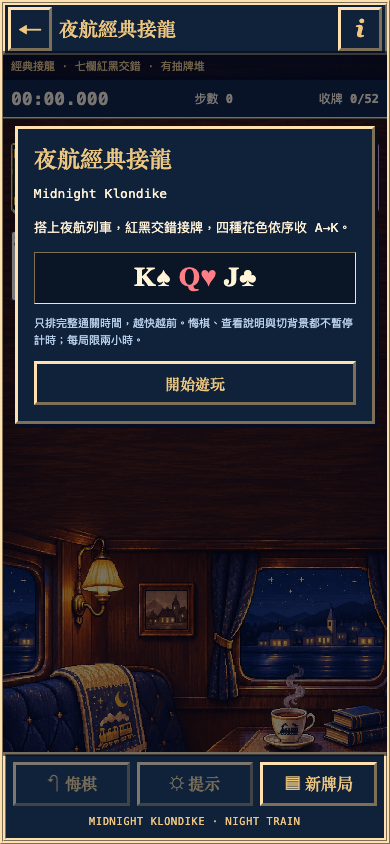 ← 夜航經典接龍 i
經典接龍 · 七欄紅黑交錯 · 有抽牌堆
00:00.000 步數 0 收牌 0/52
夜航經典接龍
Midnight Klondike
搭上夜航列車，紅黑交錯接牌，四種花色依序收 A→K。
K♠ Q♥ J♣
只排完整通關時間，越快越前。悔棋、查看說明與切背景都不暫停
計時；每局限兩小時。
開始遊玩
悔棋 提示 新牌局
MIDNIGHT KLONDIKE · NIGHT TRAIN